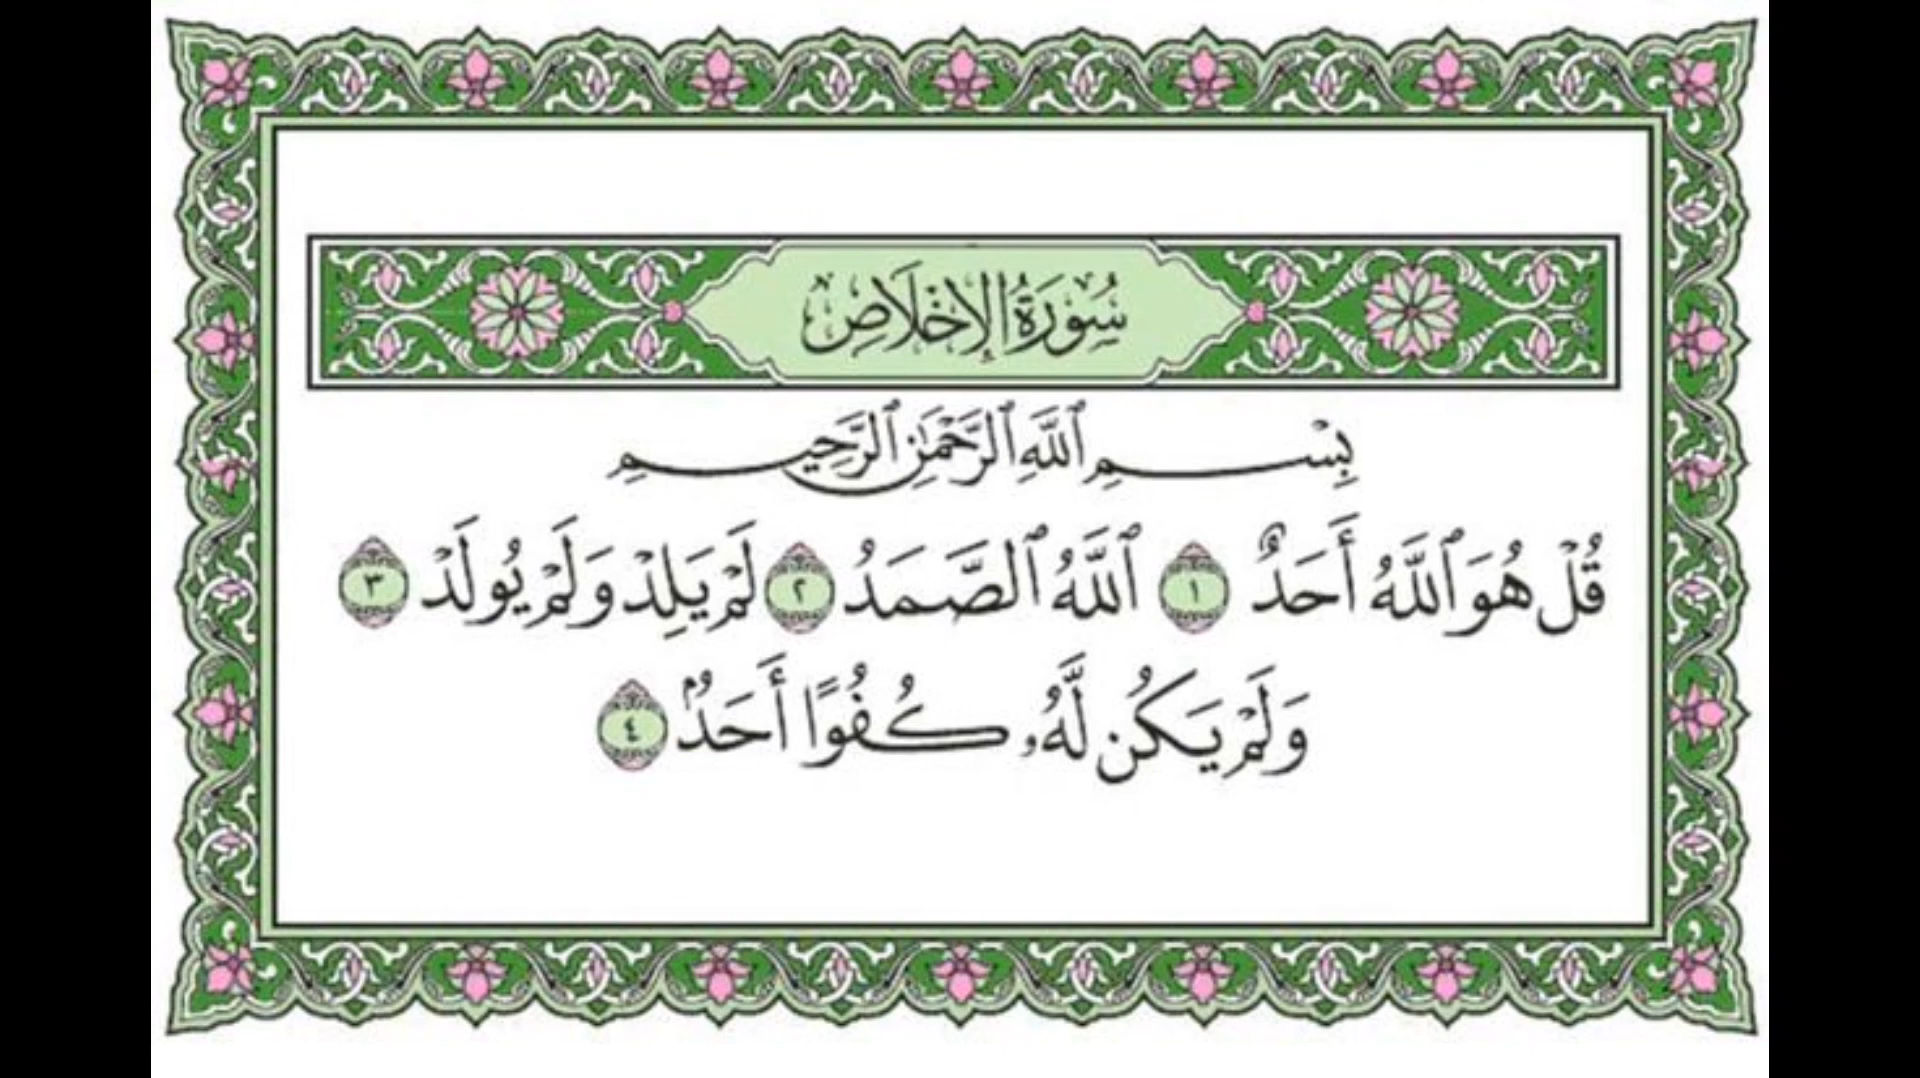 سُورَةُ الإِخْلَاصِ
بِسْمِ ٱللَّهِ ٱلرَّحْمَٰنِ ٱلرَّحِيمِ
قُلْ هُوَ ٱللَّهُ أَحَدٌ ١ ٱللَّهُ ٱلصَّمَدُ ٢ لَمْ يَلِدْ وَلَمْ يُولَدْ ٣
وَلَمْ يَكُن لَّهُۥ كُفُوًا أَحَدٌۢ ٤